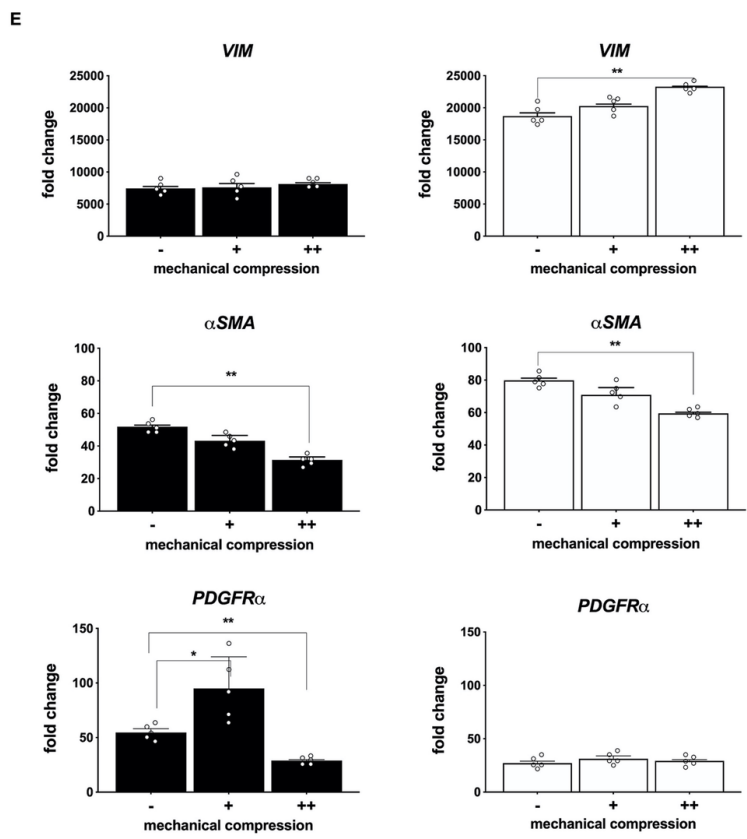 E
VIM
25000
20000
15000
10000
5000
0
fold change
- + ++
mechanical compression
VIM
**
25000
20000
15000
10000
5000
0
fold change
- + ++
mechanical compression
αSMA
**
100
80
60
40
20
0
fold change
- + ++
mechanical compression
αSMA
**
100
80
60
40
20
0
fold change
- + ++
mechanical compression
PDGFRα
**
*
150
100
50
0
fold change
- + ++
mechanical compression
PDGFRα
150
100
50
0
fold change
- + ++
mechanical compression